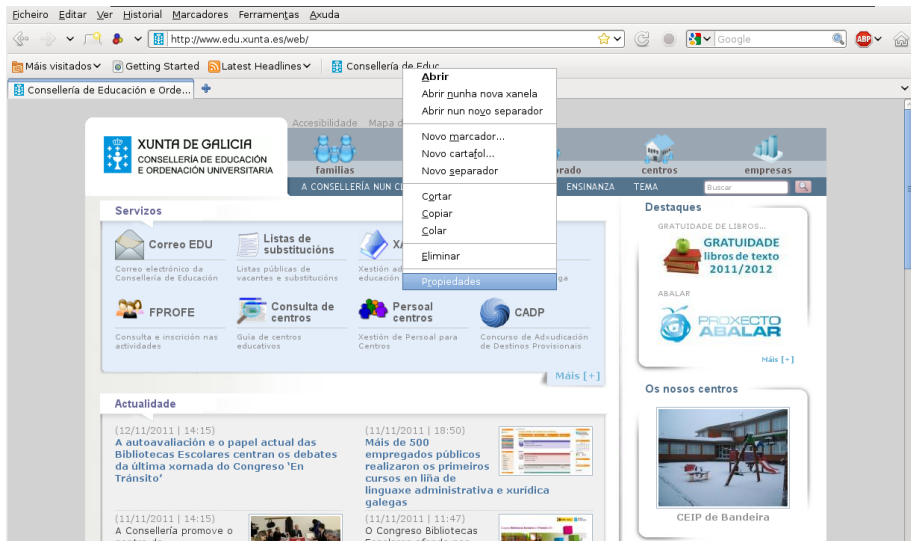 Ficheiro Editar Ver Historial Marcadores Ferramentas Axuda
http://www.edu.xunta.es/web/
Google
ABP
Máis visitados
Getting Started
Latest Headlines
Consellería de Educ
Consellería de Educación e Orde...
Abrir
Abrir nunha nova xanela
Abrir nun novo separador
Novo marcador...
Novo cartafol...
Novo separador
Cortar
Copiar
Colar
Eliminar
Propiedades
Accesibilidade Mapa d
XUNTA DE GALICIA
CONSELLERÍA DE EDUCACIÓN
E ORDENACIÓN UNIVERSITARIA
familias
rado
centros
empresas
A CONSELLERÍA NUN CL
ENSINANZA
TEMA
Buscar
Servizos
Correo EDU
Correo electrónico da
Consellería de Educación
Listas de
substitucións
Listas públicas de
vacantes e substitucións
XA
Xestión ad
educación
ga
FPROFE
Consulta e inscrición nas
actividades
Consulta de
centros
Guía de centros
educativos
Persoal
centros
Xestión de Persoal para
Centros
CADP
Concurso de Adxudicación
de Destinos Provisionais
Máis [+]
Actualidade
(12/11/2011 | 14:15)
A autoavaliación e o papel actual das
Bibliotecas Escolares centran os debates
da última xornada do Congreso 'En
Tránsito'
(11/11/2011 | 18:50)
Máis de 500
empregados públicos
realizaron os primeiros
cursos en liña de
linguaxe administrativa e xurídica
galegas
(11/11/2011 | 14:15)
A Consellería promove o
(11/11/2011 | 11:47)
O Congreso Bibliotecas
Destaques
GRATUIDADE DE LIBROS...
GRATUIDADE
libros de texto
2011/2012
ABALAR
PROXECTO
ABALAR
Máis [+]
Os nosos centros
CEIP de Bandeira